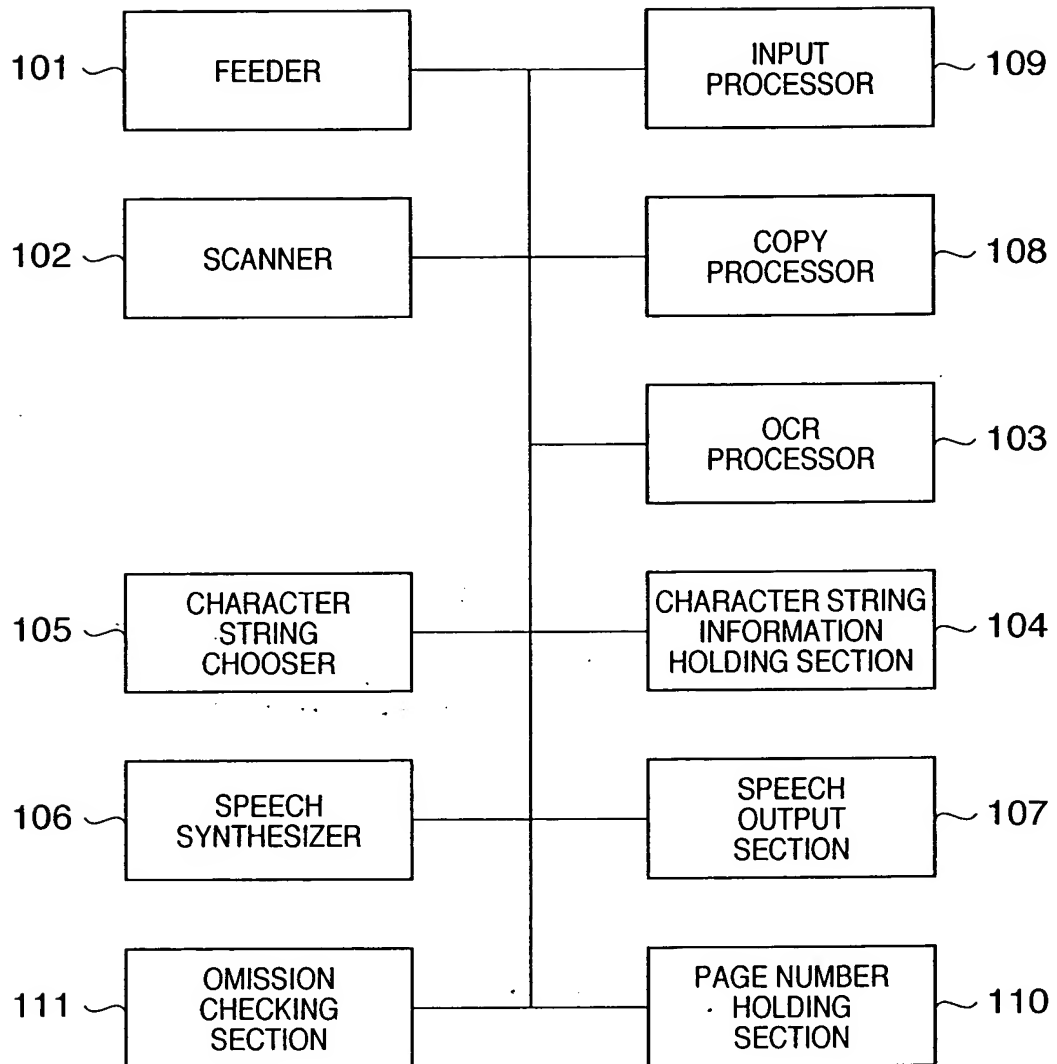 101
FEEDER
INPUT
PROCESSOR
109
102
SCANNER
COPY
PROCESSOR
108
OCR
PROCESSOR
103
105
CHARACTER
STRING
CHOOSER
CHARACTER STRING
INFORMATION
HOLDING SECTION
104
106
SPEECH
SYNTHESIZER
SPEECH
OUTPUT
SECTION
107
111
OMISSION
CHECKING
SECTION
PAGE NUMBER
HOLDING
SECTION
110